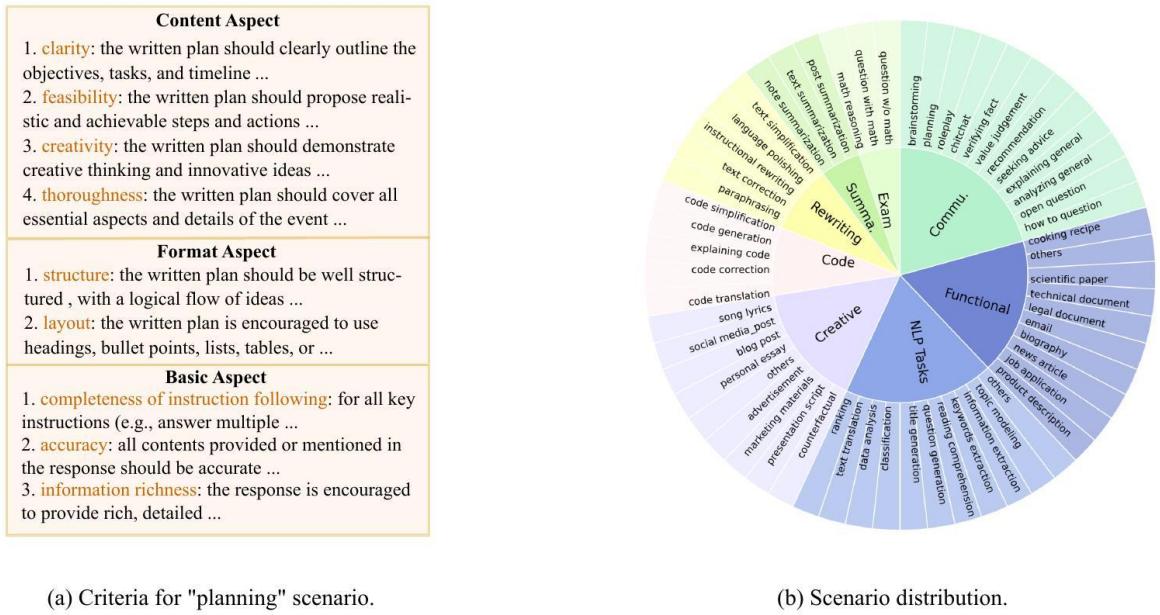 Content Aspect
1. clarity: the written plan should clearly outline the
objectives, tasks, and timeline ...
2. feasibility: the written plan should propose reali-
stic and achievable steps and actions ...
3. creativity: the written plan should demonstrate
creative thinking and innovative ideas ...
4. thoroughness: the written plan should cover all
essential aspects and details of the event ...
Format Aspect
1. structure: the written plan should be well struc-
tured , with a logical flow of ideas ...
2. layout: the written plan is encouraged to use
headings, bullet points, lists, tables, or ...
Basic Aspect
1. completeness of instruction following: for all key
instructions (e.g., answer multiple ...
2. accuracy: all contents provided or mentioned in
the response should be accurate ...
3. information richness: the response is encouraged
to provide rich, detailed ...
(a) Criteria for "planning" scenario.
Commu.
brainstorming
planning
roleplay
chitchat
verifying fact
value judgement
recommendation
seeking advice
explaining general
analyzing general
open question
how to question
Functional
cooking recipe
others
scientific paper
technical document
legal document
email
biography
news article
job application
product description
NLP Tasks
others
topic modeling
information extraction
keywords extraction
reading comprehension
question generation
title generation
classification
data analysis
text translation
ranking
Creative
counterfactual
presentation script
marketing materials
advertisement
others
personal essay
blog post
social media_post
song lyrics
Code
code translation
code correction
explaining code
code generation
code simplification
Rewriting
paraphrasing
text correction
instructional rewriting
language polishing
text simplification
Summa.
note summarization
text summarization
post summarization
Exam
math reasoning
question with math
question w/o math
(b) Scenario distribution.